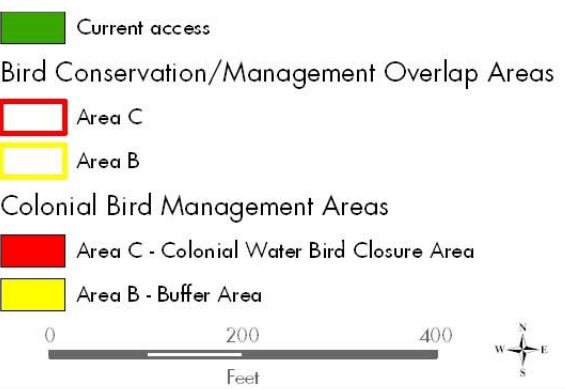 Current access
Bird Conservation/Management Overlap Areas
Area C
Area B
Colonial Bird Management Areas
Area C - Colonial Water Bird Closure Area
Area B - Buffer Area
0 200 400
Feet
N
W E
S